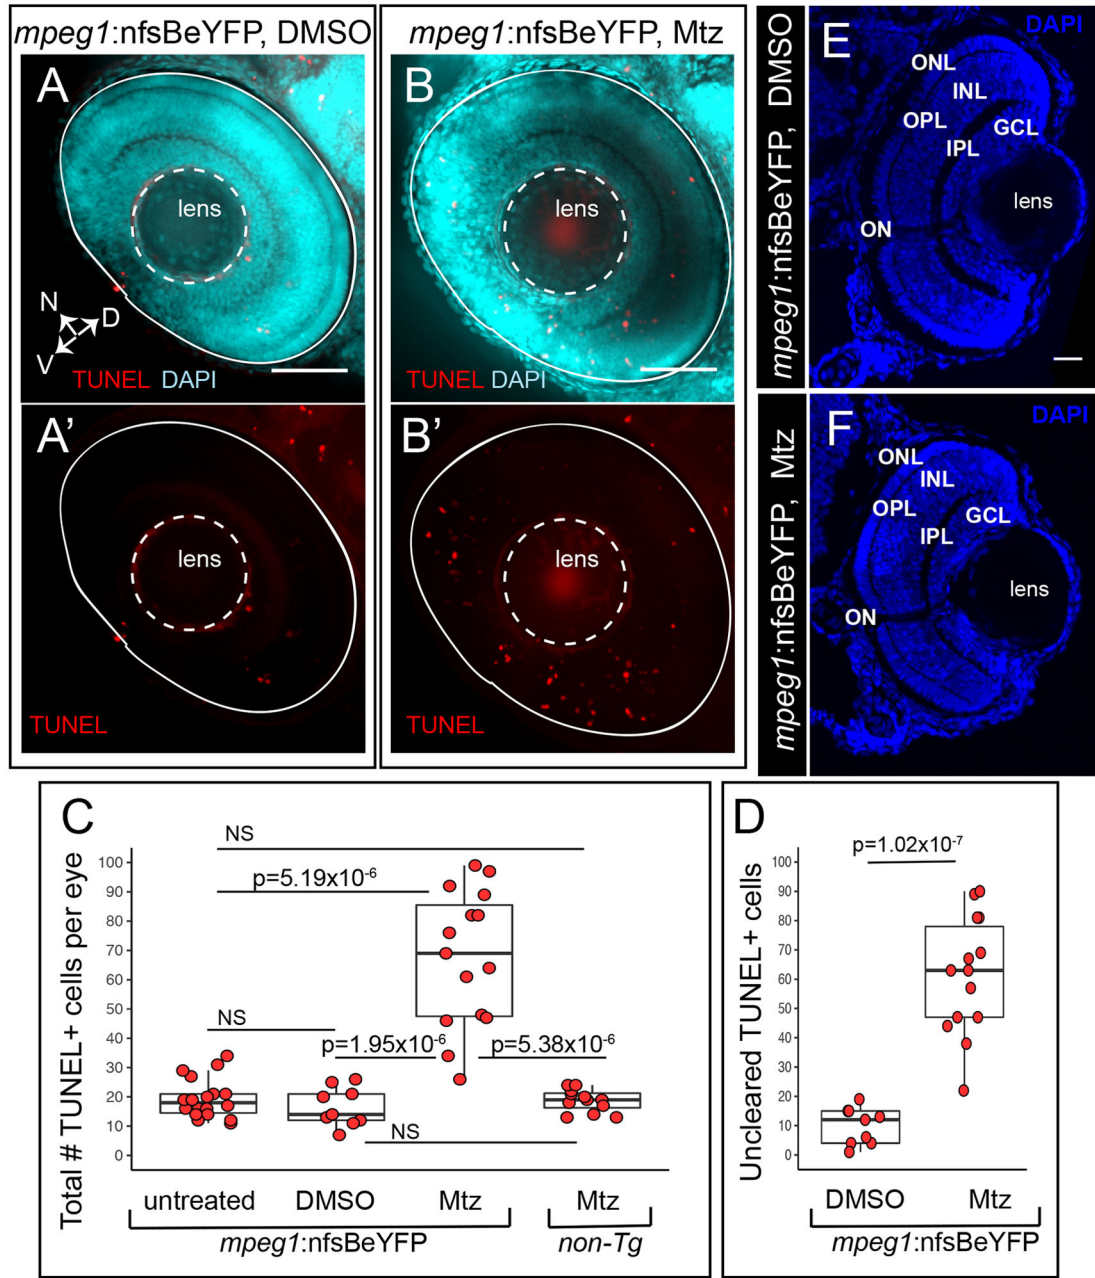 mpeg1:nfsBeYFP, DMSO
A
lens
N
D
V
TUNEL DAPI
A'
lens
TUNEL
mpeg1:nfsBeYFP, Mtz
B
lens
TUNEL DAPI
B'
lens
TUNEL
mpeg1:nfsBeYFP, DMSO
E
DAPI
ONL
INL
OPL
GCL
IPL
lens
ON
mpeg1:nfsBeYFP, Mtz
F
DAPI
ONL
INL
OPL
GCL
IPL
lens
ON
C
Total # TUNEL+ cells per eye
100
90
80
70
60
50
40
30
20
10
0
NS
p=5.19x10⁻⁶
NS
p=1.95x10⁻⁶
p=5.38x10⁻⁶
NS
untreated DMSO Mtz Mtz
mpeg1:nfsBeYFP non-Tg
D
Uncleared TUNEL+ cells
p=1.02x10⁻⁷
100
90
80
70
60
50
40
30
20
10
0
DMSO Mtz
mpeg1:nfsBeYFP